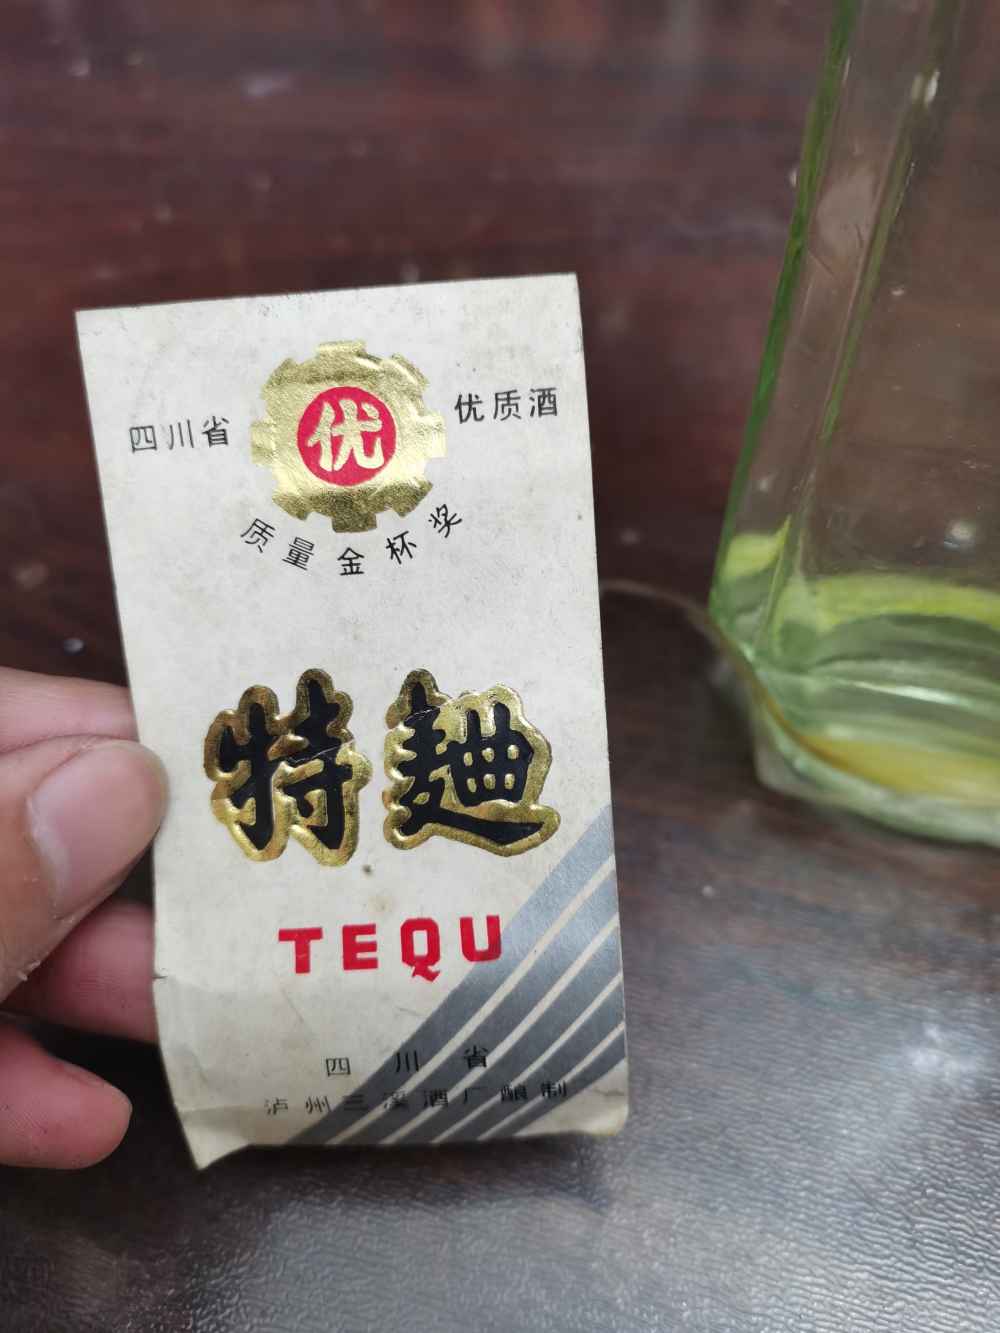 四川省 优 优质酒
质量金杯奖
特麯
TEQU
四川省
泸州三溪酒厂酿制